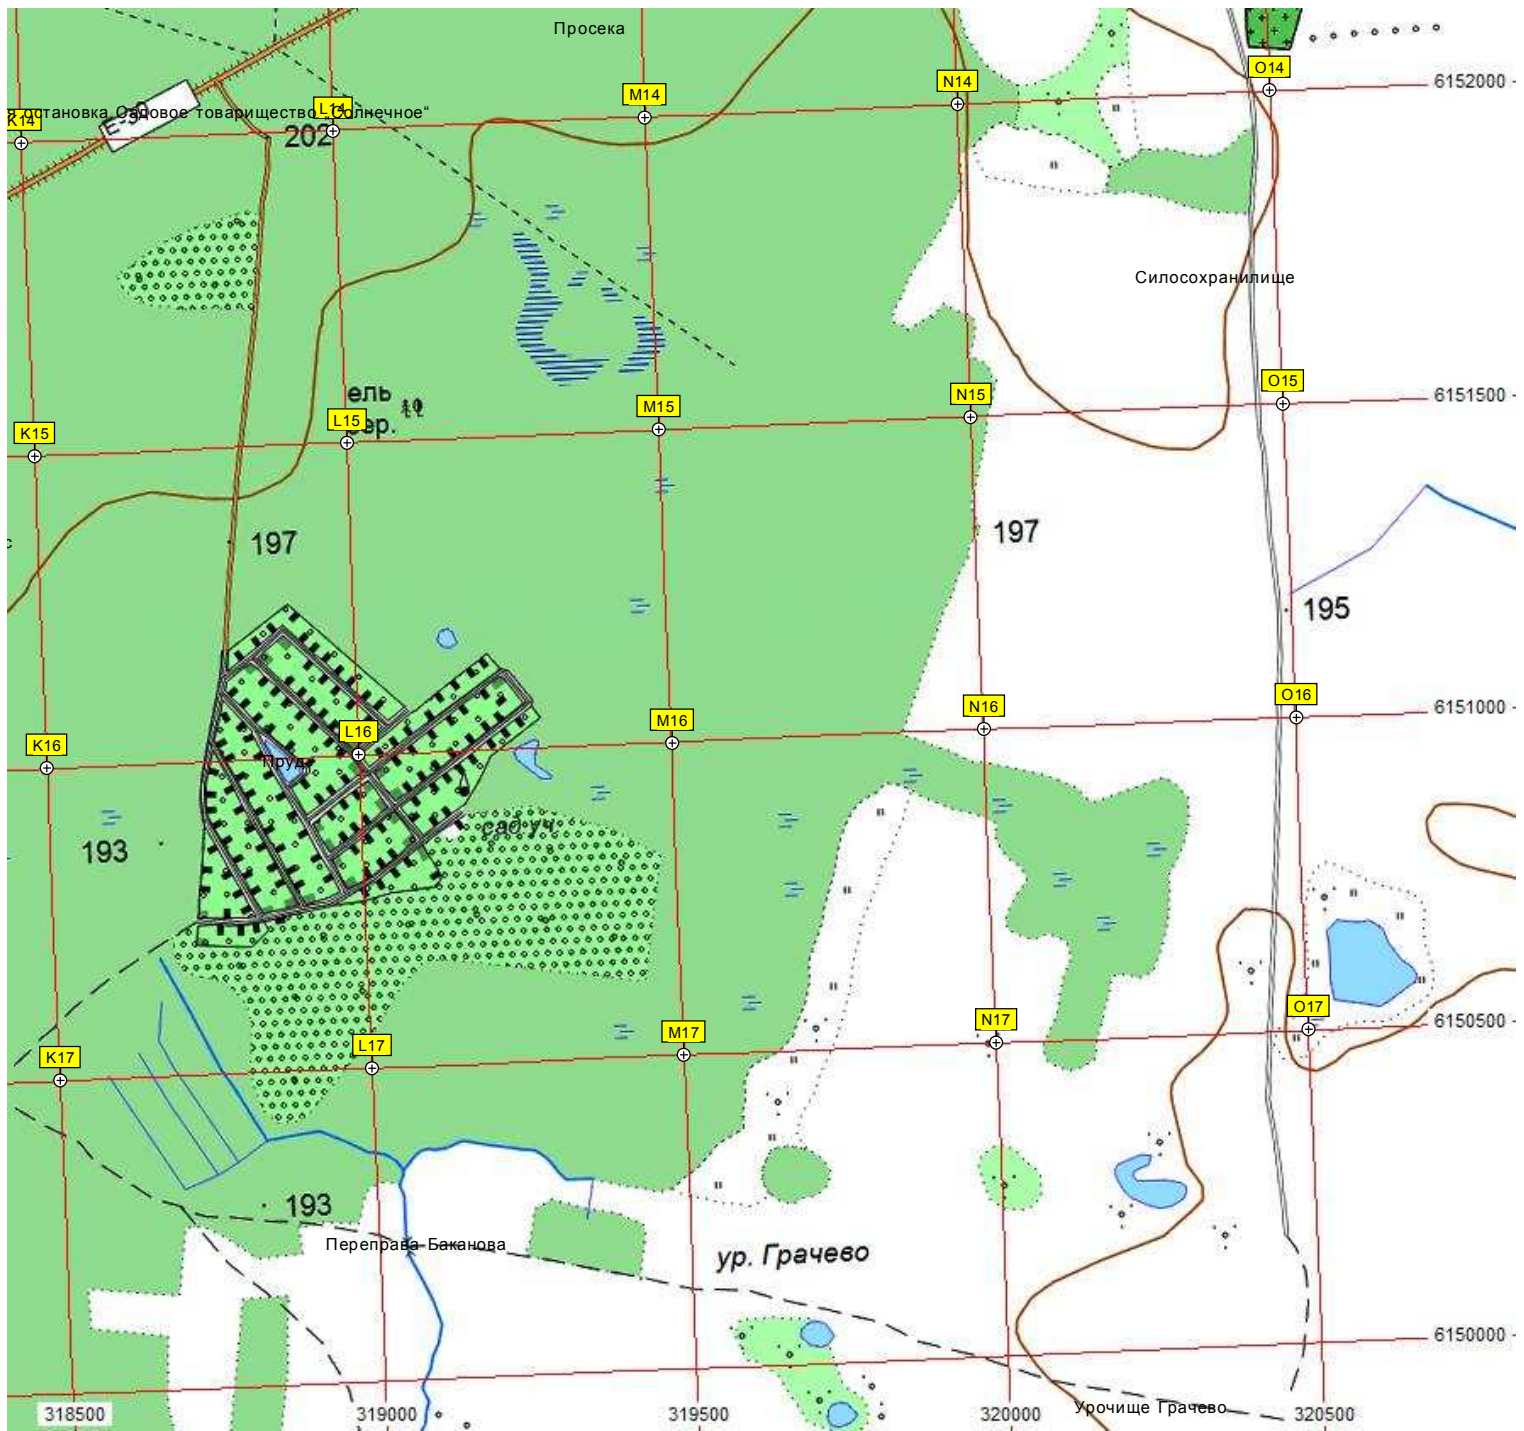 Просека
O14
6152000
N14
M14
L14
K14
остановка Садовое товарищество „Солнечное“
202
Силосохранилище
ель
O15
6151500
N15
M15
L15
K15
197
197
195
O16
6151000
N16
M16
L16
K16
Пруд
193
сад.уч.
O17
6150500
N17
M17
L17
K17
193
Переправа Баканова
ур. Грачево
6150000
Урочище Грачево
318500
319000
319500
320000
320500